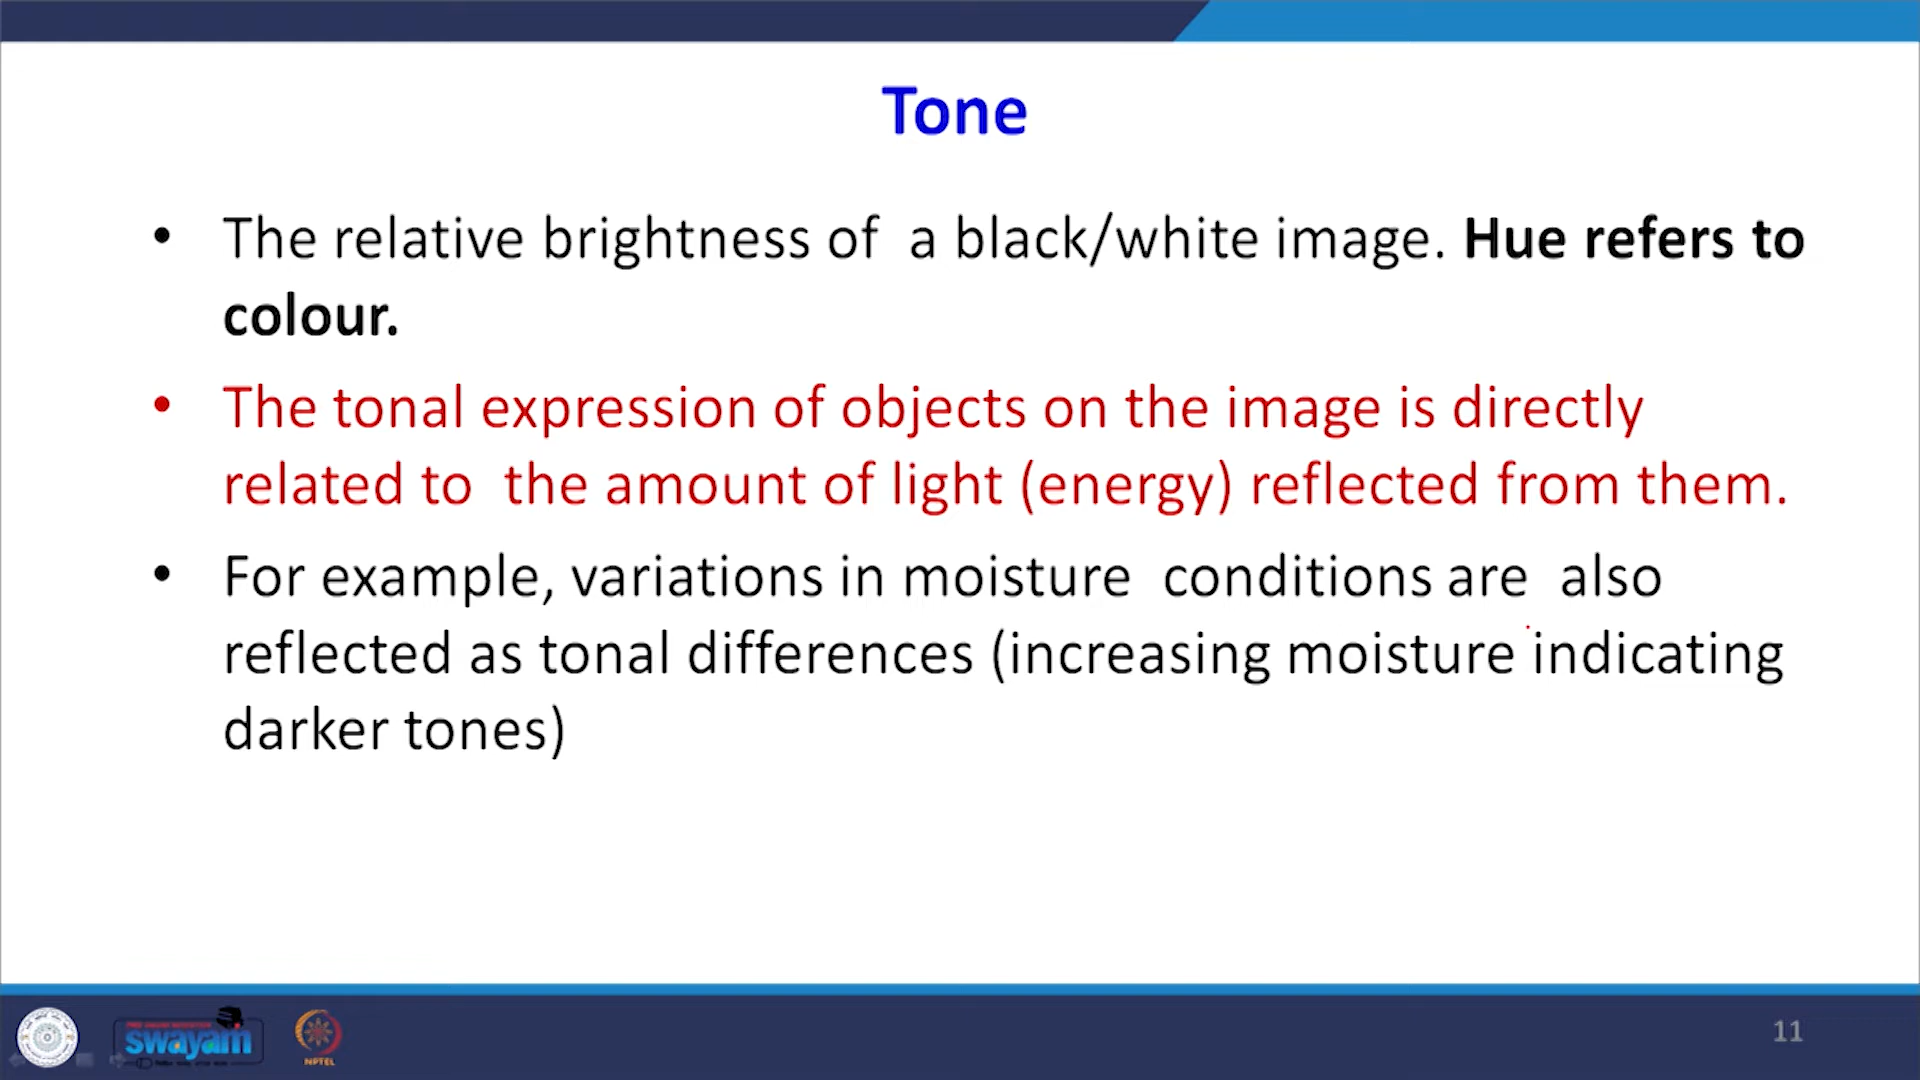 Tone
• The relative brightness of a black/white image. Hue refers to
colour.
• The tonal expression of objects on the image is directly
related to the amount of light (energy) reflected from them.
• For example, variations in moisture conditions are also
reflected as tonal differences (increasing moisture indicating
darker tones)
swayam
NPTEL
11